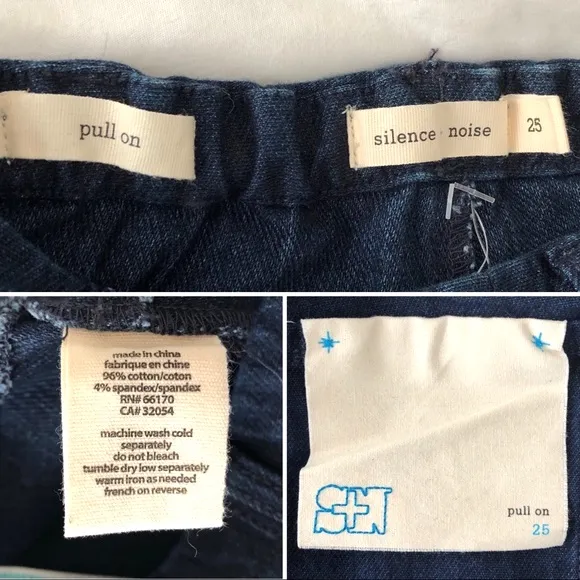 pull on
silence + noise
25
made in china
fabrique en chine
96% cotton/coton
4% spandex/spandex
RN# 66170
CA# 32054
machine wash cold
separately
do not bleach
tumble dry low separately
warm iron as needed
french on reverse
S+N
pull on
25